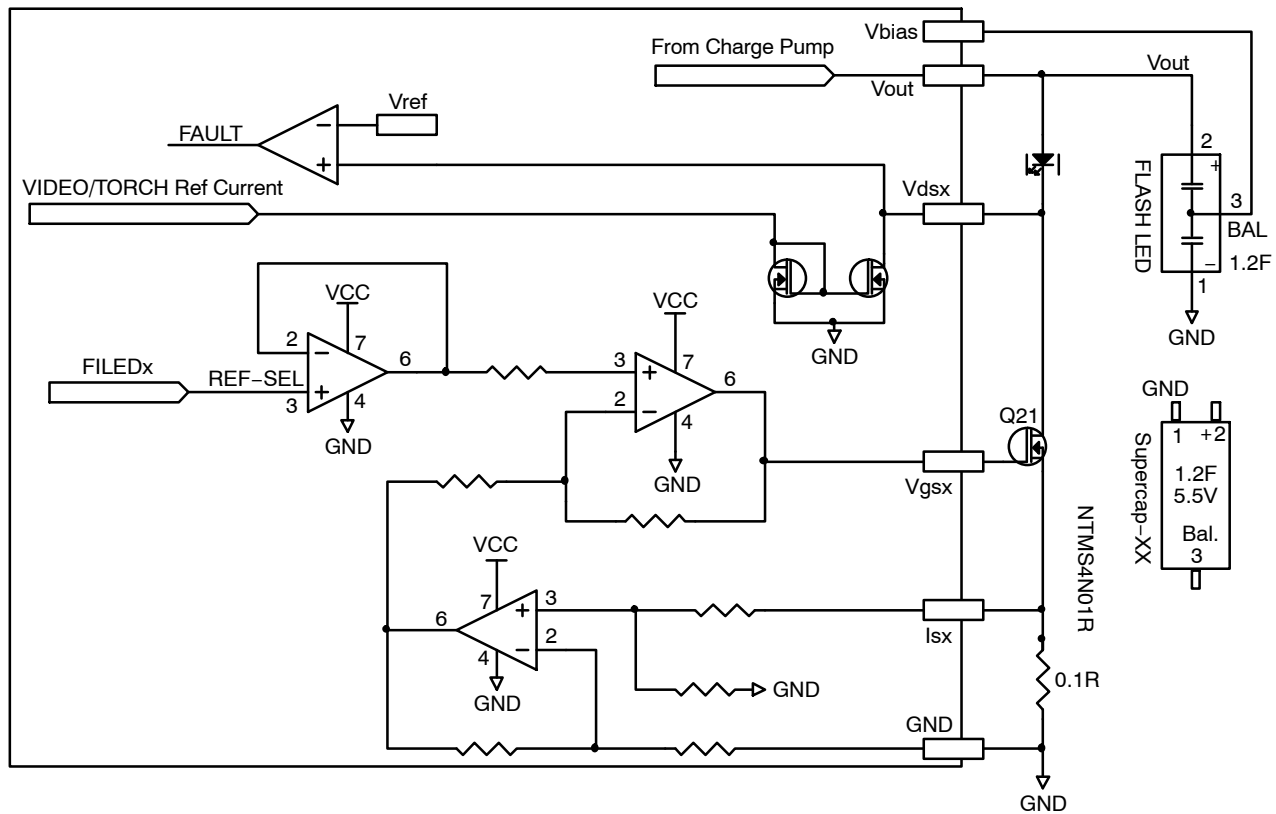 Vbias
From Charge Pump
Vout
Vout
Vref
FAULT
-
+
VIDEO/TORCH Ref Current
Vdsx
2
+
FLASH LED
3
BAL
−
1.2F
1
GND
GND
VCC
2
−
7
6
FILEDx
REF−SEL
+
3
4
GND
VCC
3
+
7
6
2
−
4
GND
Q21
Vgsx
GND
1
+2
1.2F
5.5V
Bal.
3
Supercap−XX
NTMS4N01R
VCC
7
+
3
6
−
2
4
GND
Isx
GND
0.1R
GND
GND